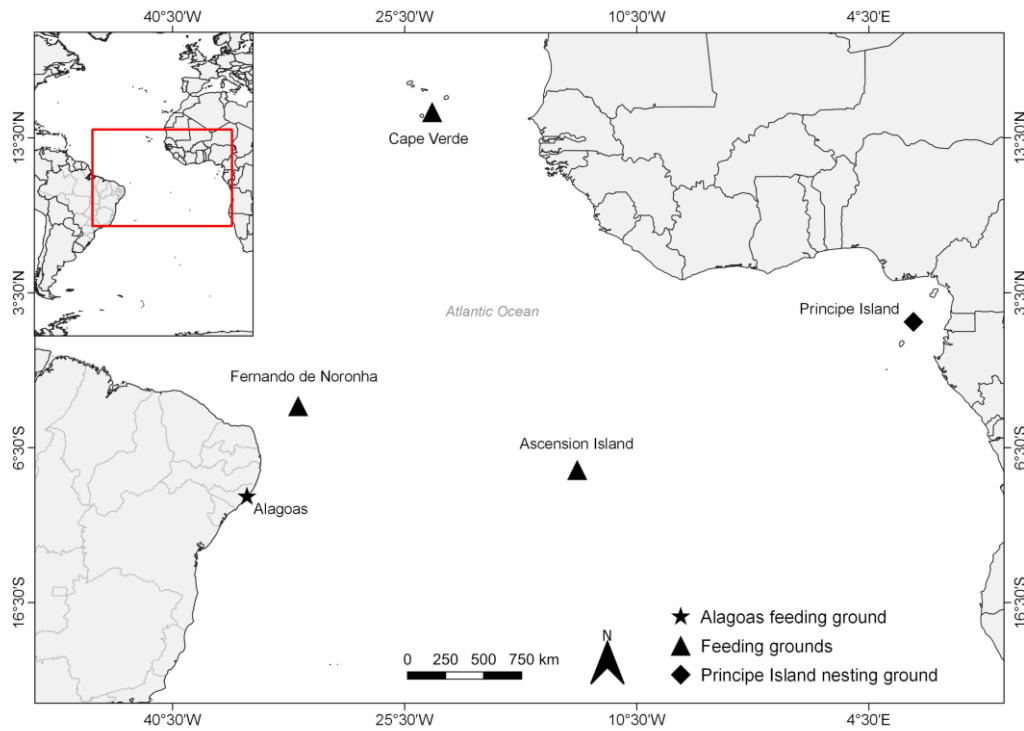 40°30'W 25°30'W 10°30'W 4°30'E
13°30'N
13°30'N
Cape Verde
3°30'N
3°30'N
Principe Island
Atlantic Ocean
Fernando de Noronha
Ascension Island
6°30'S
6°30'S
Alagoas
16°30'S
16°30'S
Alagoas feeding ground
N
Feeding grounds
0 250 500 750 km
Principe Island nesting ground
40°30'W 25°30'W 10°30'W 4°30'E